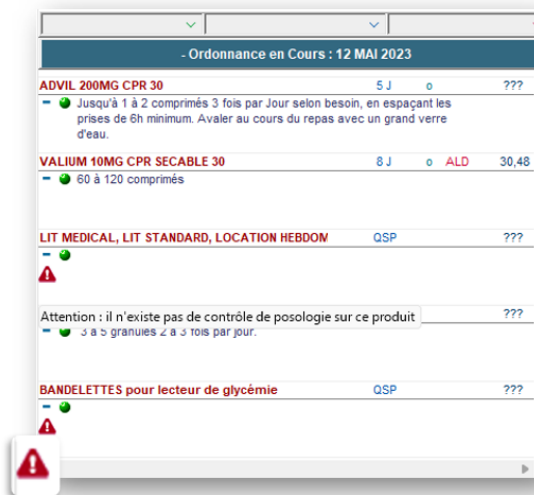 - Ordonnance en Cours : 12 MAI 2023
ADVIL 200MG CPR 30 5 J o ???
Jusqu'à 1 à 2 comprimés 3 fois par Jour selon besoin, en espaçant les
prises de 6h minimum. Avaler au cours du repas avec un grand verre
d'eau.
VALIUM 10MG CPR SECABLE 30 8 J o ALD 30,48
60 à 120 comprimés
LIT MEDICAL, LIT STANDARD, LOCATION HEBDOM QSP ???
Attention : il n'existe pas de contrôle de posologie sur ce produit ???
3 à 5 granules 2 à 3 fois par jour.
BANDELETTES pour lecteur de glycémie QSP ???